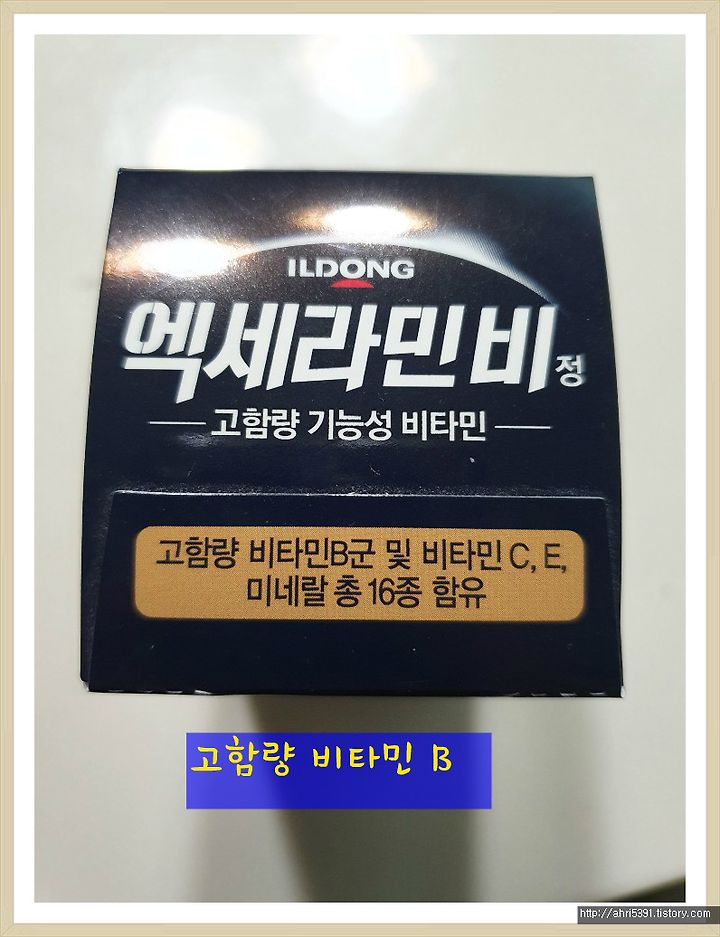 ILDONG
엑세라민 비 정
고함량 기능성 비타민
고함량 비타민B군 및 비타민 C, E,
미네랄 총 16종 함유
고함량 비타민 B
http://ahri5391.tistory.com